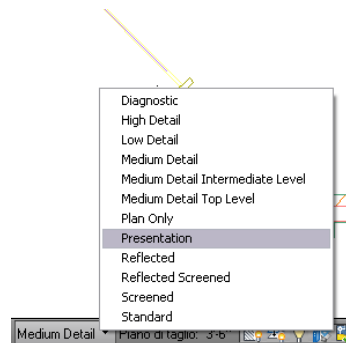 Diagnostic
High Detail
Low Detail
Medium Detail
Medium Detail Intermediate Level
Medium Detail Top Level
Plan Only
Presentation
Reflected
Reflected Screened
Screened
Standard
Medium Detail Piano di taglio: 3'-6"